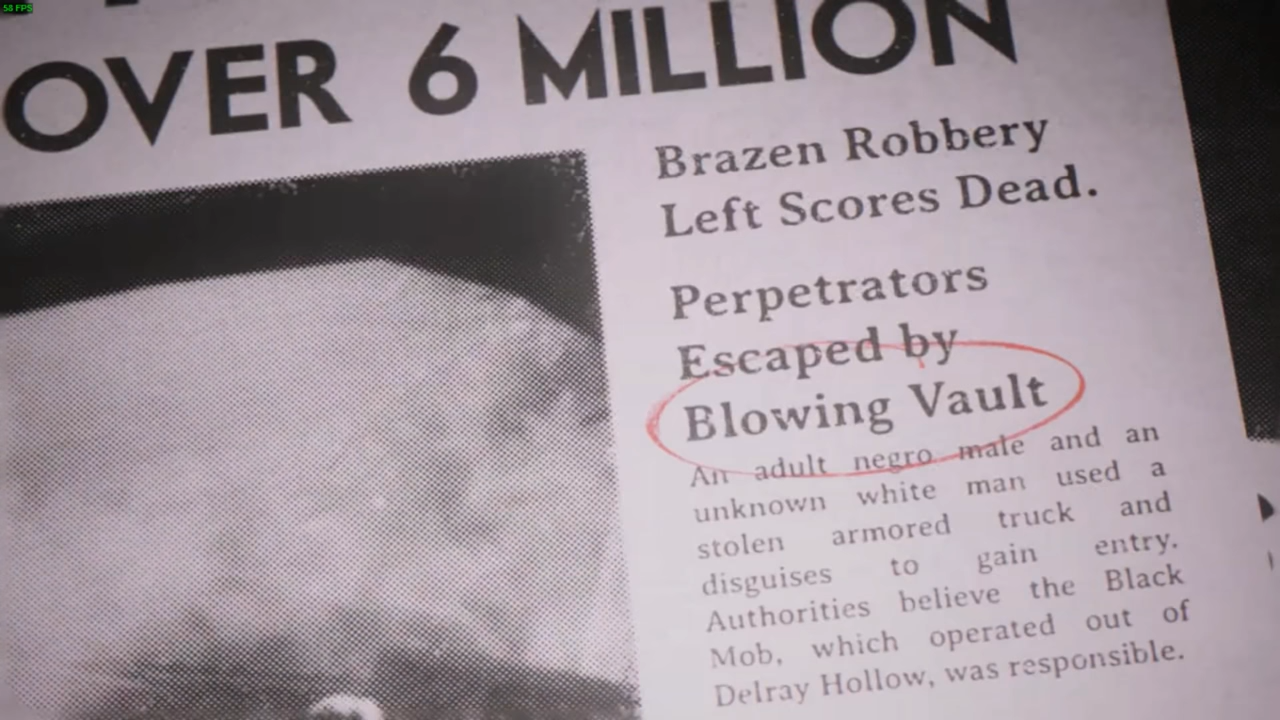 58 FPS
OVER 6 MILLION
Brazen Robbery
Left Scores Dead.
Perpetrators
Escaped by
Blowing Vault
An adult negro male and an
unknown white man used a
stolen armored truck and
disguises to gain entry.
Authorities believe the Black
Mob, which operated out of
Delray Hollow, was responsible.